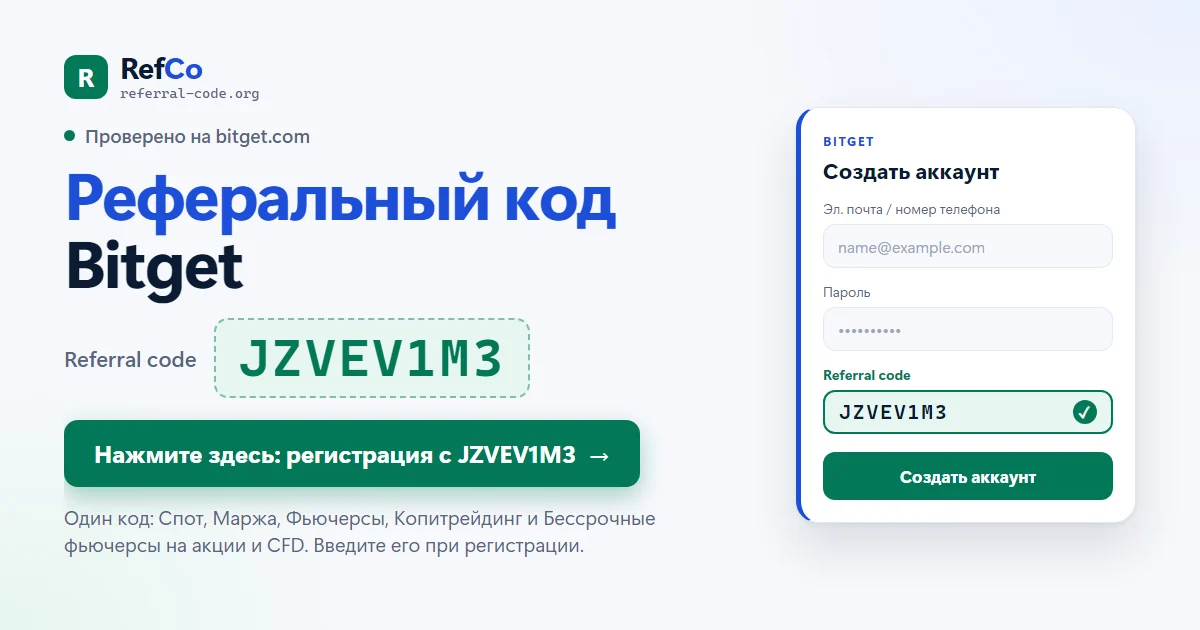 R
RefCo
referral-code.org
Проверено на bitget.com
Реферальный код
Bitget
Referral code
JZVEV1M3
Нажмите здесь: регистрация с JZVEV1M3 →
Один код: Спот, Маржа, Фьючерсы, Копитрейдинг и Бессрочные
фьючерсы на акции и CFD. Введите его при регистрации.
BITGET
Создать аккаунт
Эл. почта / номер телефона
name@example.com
Пароль
••••••••••
Referral code
JZVEV1M3
Создать аккаунт